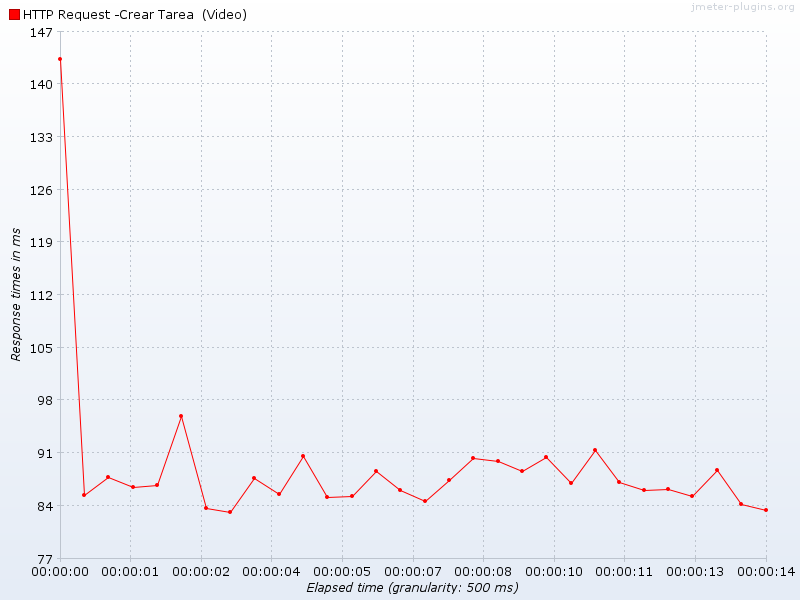 jmeter-plugins.org
HTTP Request -Crear Tarea  (Video)
147
140
133
126
119
112
105
98
91
84
77
Response times in ms
00:00:00 00:00:01 00:00:02 00:00:04 00:00:05 00:00:07 00:00:08 00:00:10 00:00:11 00:00:13 00:00:14
Elapsed time (granularity: 500 ms)